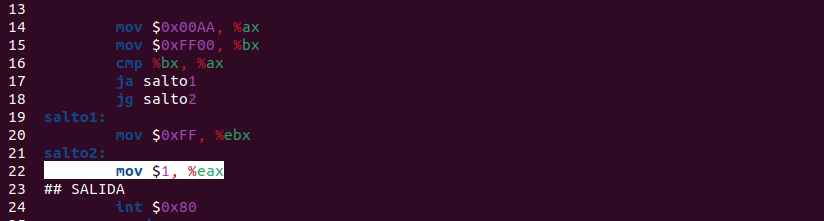 13
14 mov $0x00AA, %ax
15 mov $0xFF00, %bx
16 cmp %bx, %ax
17 ja salto1
18 jg salto2
19 salto1:
20 mov $0xFF, %ebx
21 salto2:
22 mov $1, %eax
23 ## SALIDA
24 int $0x80